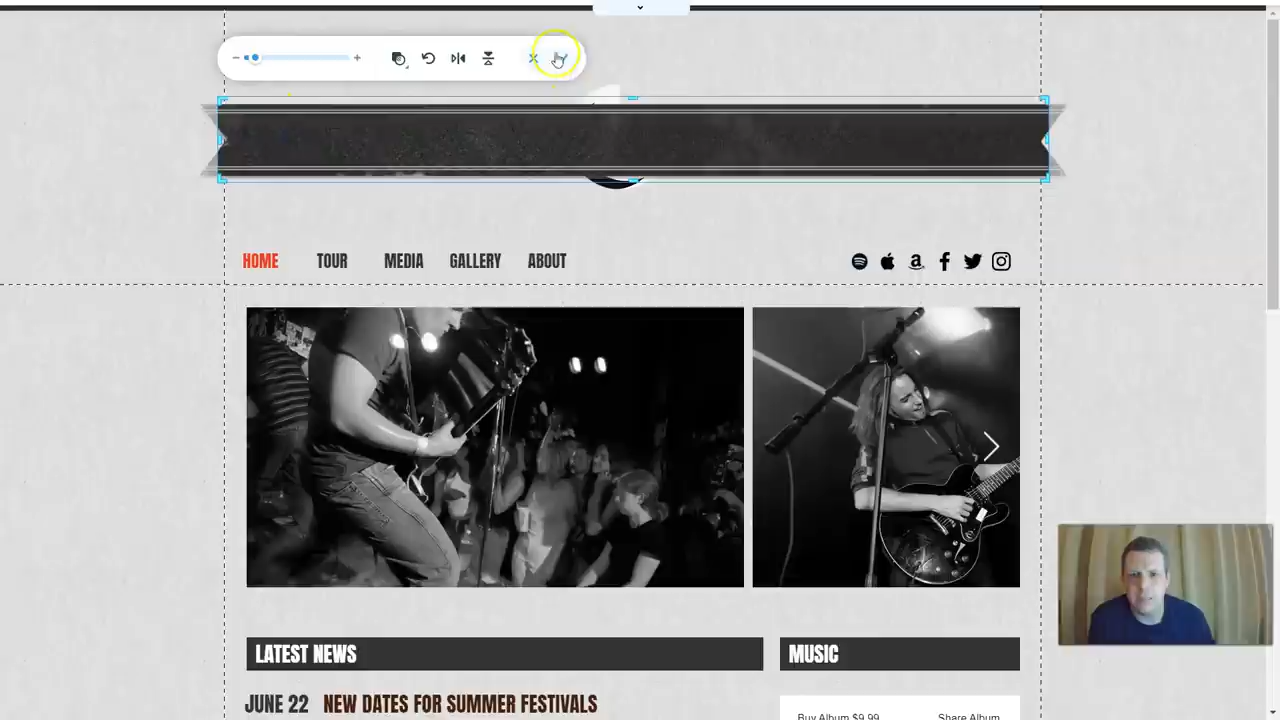 HOME TOUR MEDIA GALLERY ABOUT
LATEST NEWS
MUSIC
JUNE 22 NEW DATES FOR SUMMER FESTIVALS
Buy Album $9.99 Share Album